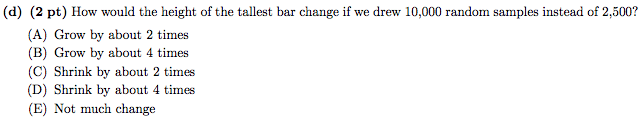 (d) (2 pt) How would the height of the tallest bar change if we drew 10,000 random samples instead of 2,500?
(A) Grow by about 2 times
(B) Grow by about 4 times
(C) Shrink by about 2 times
(D) Shrink by about 4 times
(E) Not much change